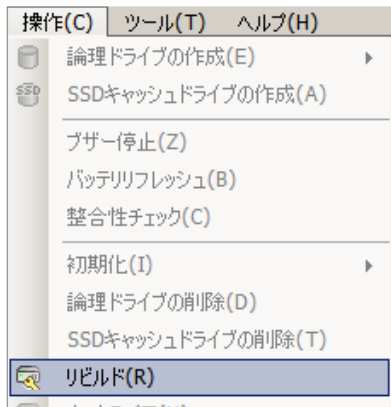 操作(C) ツール(T) ヘルプ(H)
論理ドライブの作成(E)
SSD SSDキャッシュドライブの作成(A)
ブザー停止(Z)
バッテリリフレッシュ(B)
整合性チェック(C)
初期化(I)
論理ドライブの削除(D)
SSDキャッシュドライブの削除(T)
リビルド(R)